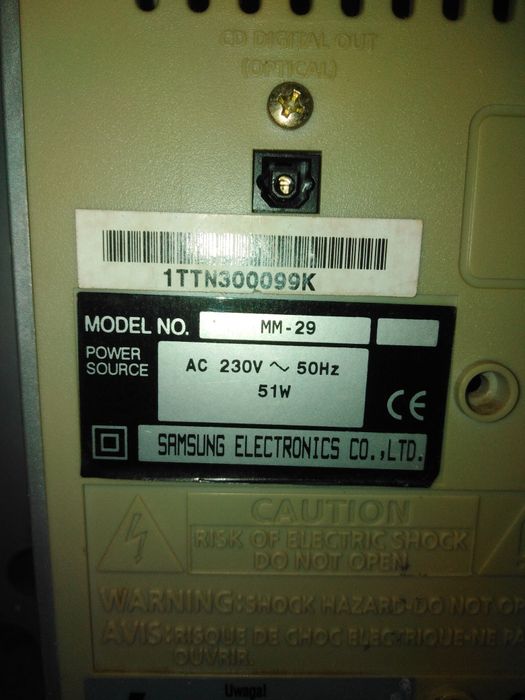 CD DIGITAL OUT
(OPTICAL)
1TTN300099K
MODEL NO. MM-29
POWER SOURCE
AC 230V ~ 50Hz
51W
CE
SAMSUNG ELECTRONICS CO.,LTD.
CAUTION
RISK OF ELECTRIC SHOCK
DO NOT OPEN
WARNING:SHOCK HAZARD-DO NOT
AVIS:RISQUE DE CHOC ELECTRIQUE-NE
OUVRIR.
Uwaga!